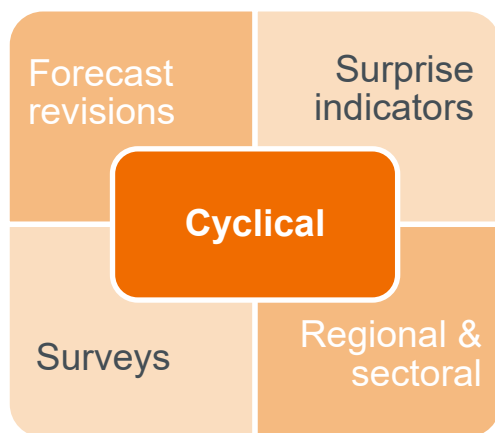 Forecast
revisions
Surprise
indicators
Cyclical
Surveys
Regional &
sectoral